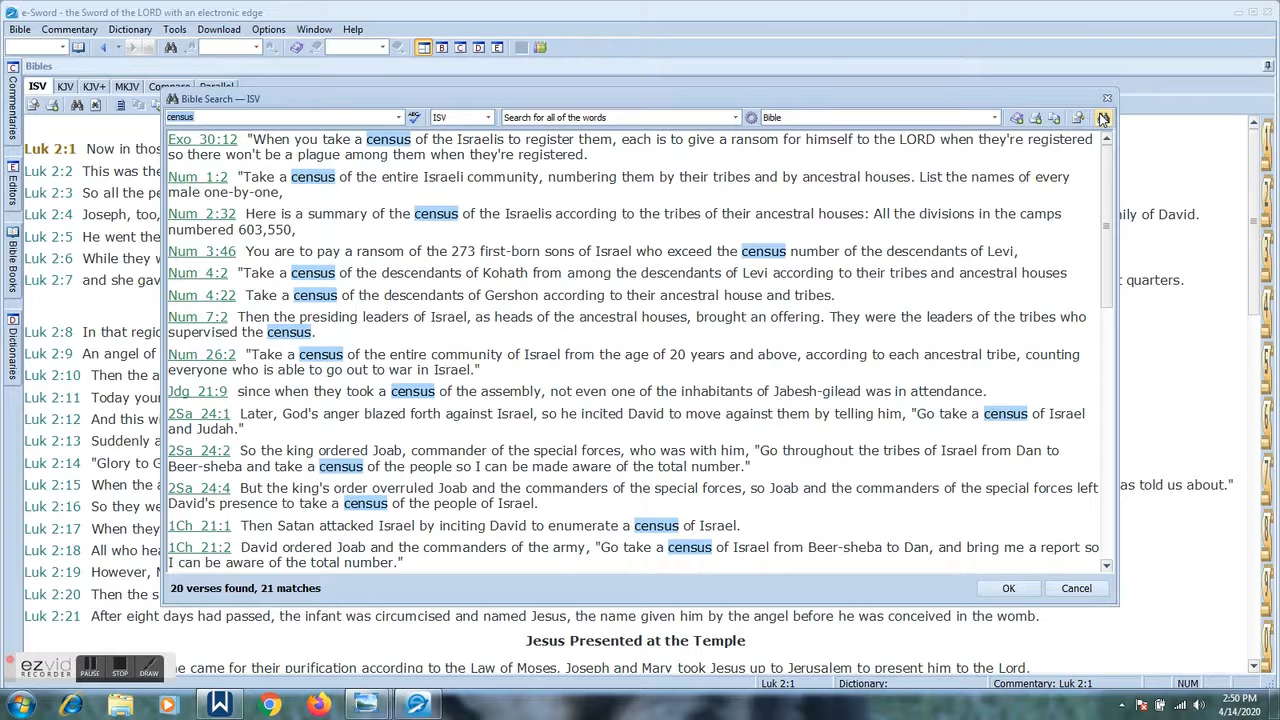 e-Sword - the Sword of the LORD with an electronic edge
Bible Commentary Dictionary Tools Download Options Window Help
B C D E
Bibles
ISV KJV KJV+ MKJV Compare Parallel
Commentaries
Editors
Bible Books
Dictionaries
Bible Search — ISV
census ISV Search for all of the words Bible
Exo_30:12 "When you take a census of the Israelis to register them, each is to give a ransom for himself to the LORD when they're registered
so there won't be a plague among them when they're registered.
Num_1:2 "Take a census of the entire Israeli community, numbering them by their tribes and by ancestral houses. List the names of every
male one-by-one,
Num_2:32 Here is a summary of the census of the Israelis according to the tribes of their ancestral houses: All the divisions in the camps
numbered 603,550,
Num_3:46 You are to pay a ransom of the 273 first-born sons of Israel who exceed the census number of the descendants of Levi,
Num_4:2 "Take a census of the descendants of Kohath from among the descendants of Levi according to their tribes and ancestral houses
Num_4:22 Take a census of the descendants of Gershon according to their ancestral house and tribes.
Num_7:2 Then the presiding leaders of Israel, as heads of the ancestral houses, brought an offering. They were the leaders of the tribes who
supervised the census.
Num_26:2 "Take a census of the entire community of Israel from the age of 20 years and above, according to each ancestral tribe, counting
everyone who is able to go out to war in Israel."
Jdg_21:9 since when they took a census of the assembly, not even one of the inhabitants of Jabesh-gilead was in attendance.
2Sa_24:1 Later, God's anger blazed forth against Israel, so he incited David to move against them by telling him, "Go take a census of Israel
and Judah."
2Sa_24:2 So the king ordered Joab, commander of the special forces, who was with him, "Go throughout the tribes of Israel from Dan to
Beer-sheba and take a census of the people so I can be made aware of the total number."
2Sa_24:4 But the king's order overruled Joab and the commanders of the special forces, so Joab and the commanders of the special forces left
David's presence to take a census of the people of Israel.
1Ch_21:1 Then Satan attacked Israel by inciting David to enumerate a census of Israel.
1Ch_21:2 David ordered Joab and the commanders of the army, "Go take a census of Israel from Beer-sheba to Dan, and bring me a report so
I can be aware of the total number."
20 verses found, 21 matches
OK Cancel
Luk 2:1 Now in thos
Luk 2:2 This was the
Luk 2:3 So all the pe
Luk 2:4 Joseph, too, mily of David.
Luk 2:5 He went the
Luk 2:6 While they w
Luk 2:7 and she gav t quarters.
Luk 2:8 In that regio
Luk 2:9 An angel of
Luk 2:10 Then the a
Luk 2:11 Today your
Luk 2:12 And this w
Luk 2:13 Suddenly a
Luk 2:14 "Glory to G
Luk 2:15 When the a as told us about."
Luk 2:16 So they we
Luk 2:17 When they
Luk 2:18 All who hea
Luk 2:19 However, M
Luk 2:20 Then the s
Luk 2:21 After eight days had passed, the infant was circumcised and named Jesus, the name given him by the angel before he was conceived in the womb.
Jesus Presented at the Temple
e came for their purification according to the Law of Moses, Joseph and Mary took Jesus up to Jerusalem to present him to the Lord.
ezvid
RECORDER
PAUSE STOP DRAW
Luk 2:1 Dictionary: Commentary: Luk 2:1 NUM
2:50 PM
4/14/2020